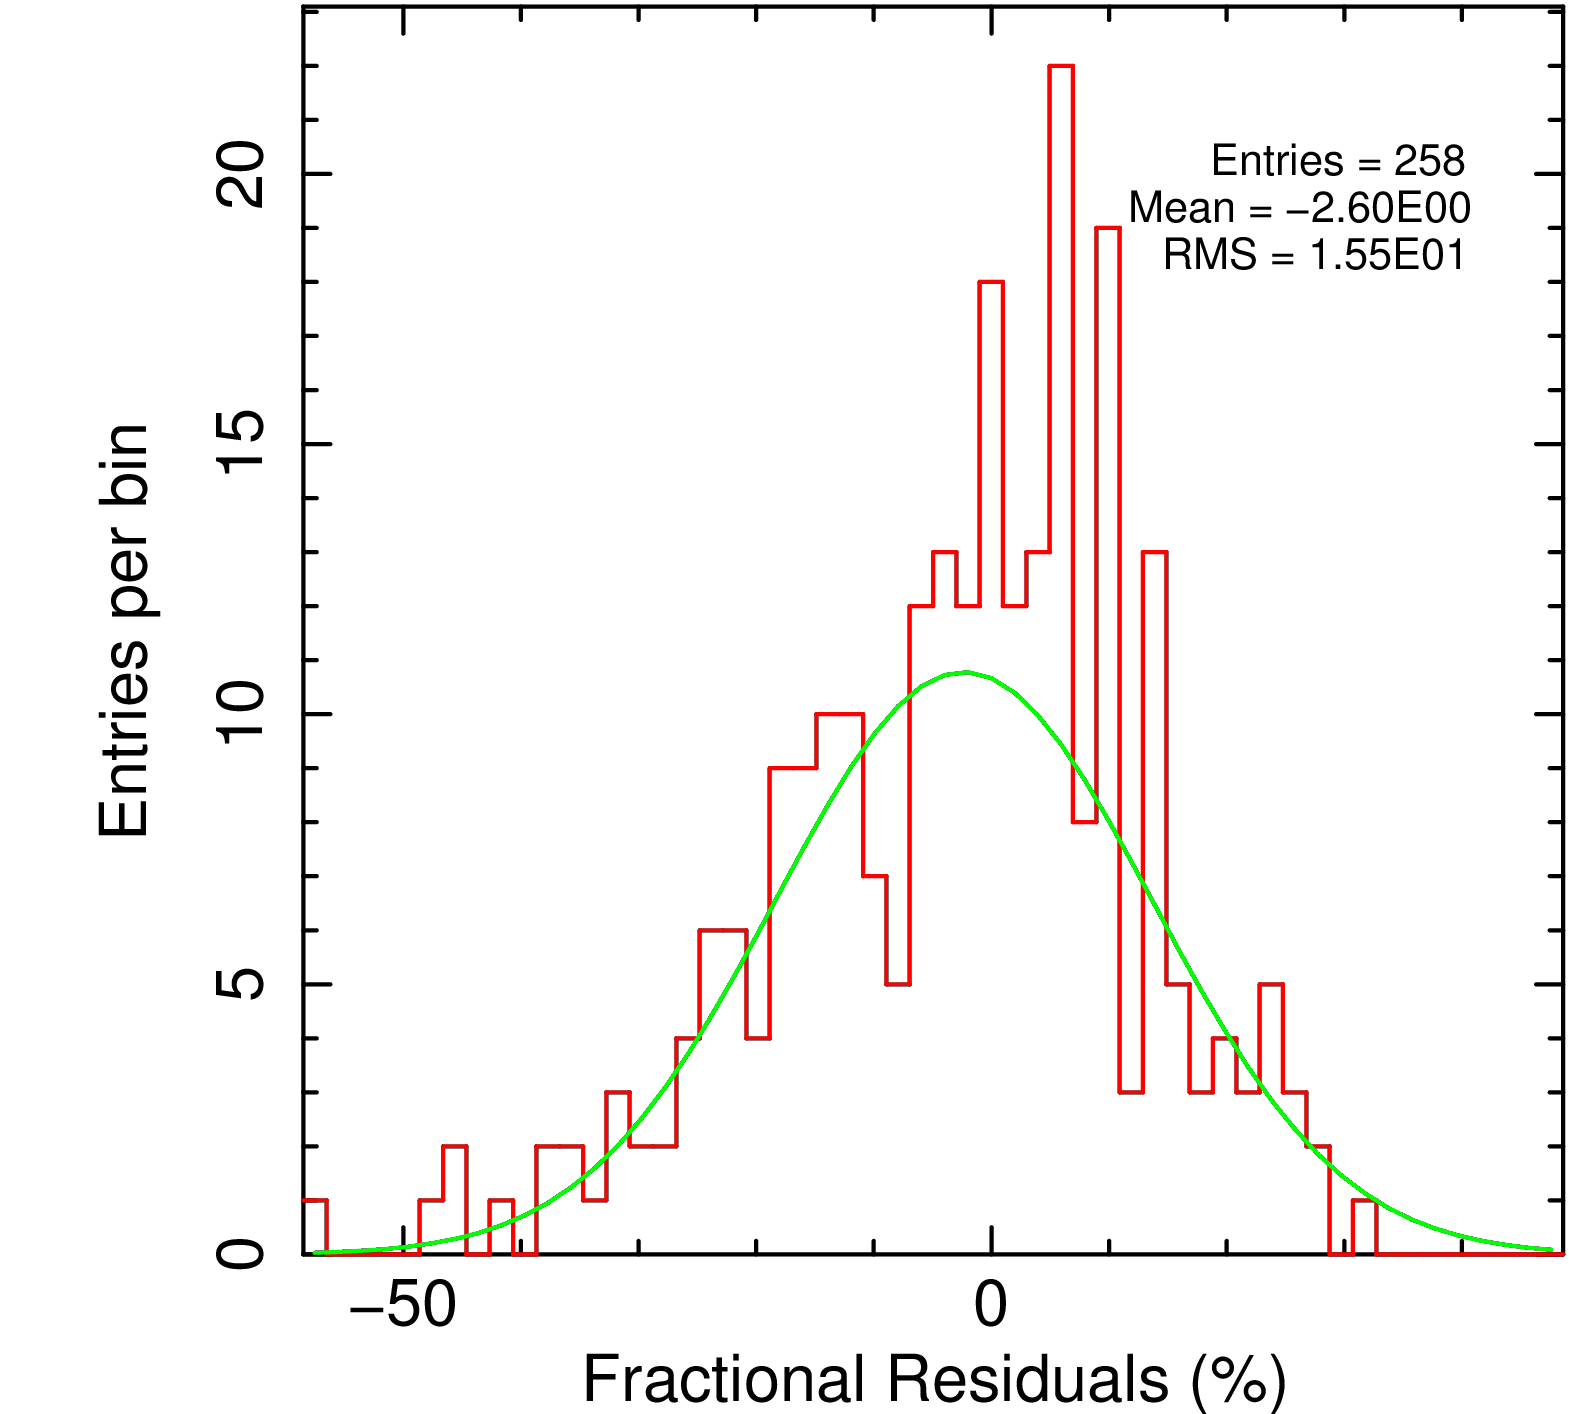 Entries = 258
Mean = −2.60E00
RMS = 1.55E01
20
15
10
5
0
Entries per bin
−50 0
Fractional Residuals (%)